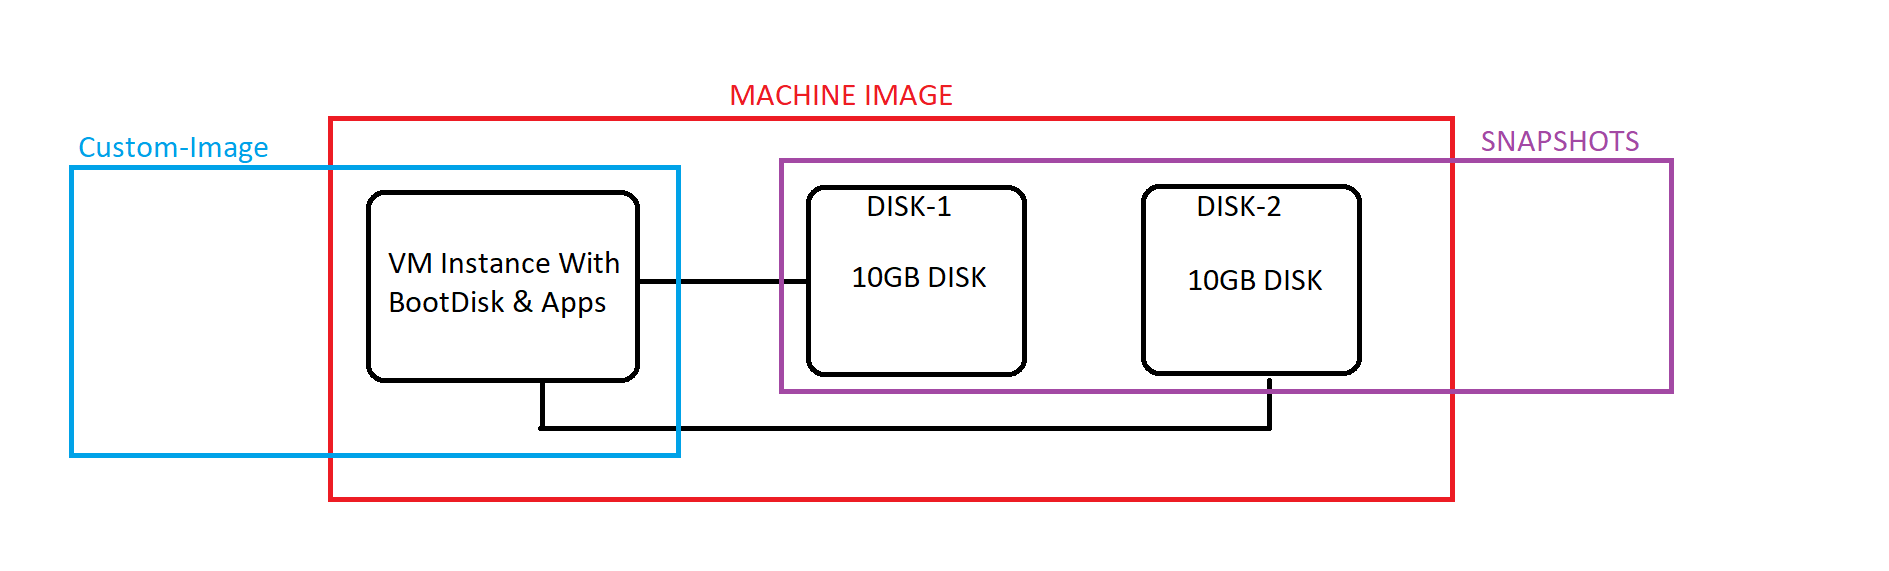 MACHINE IMAGE
Custom-Image
SNAPSHOTS
VM Instance With
BootDisk & Apps
DISK-1
10GB DISK
DISK-2
10GB DISK